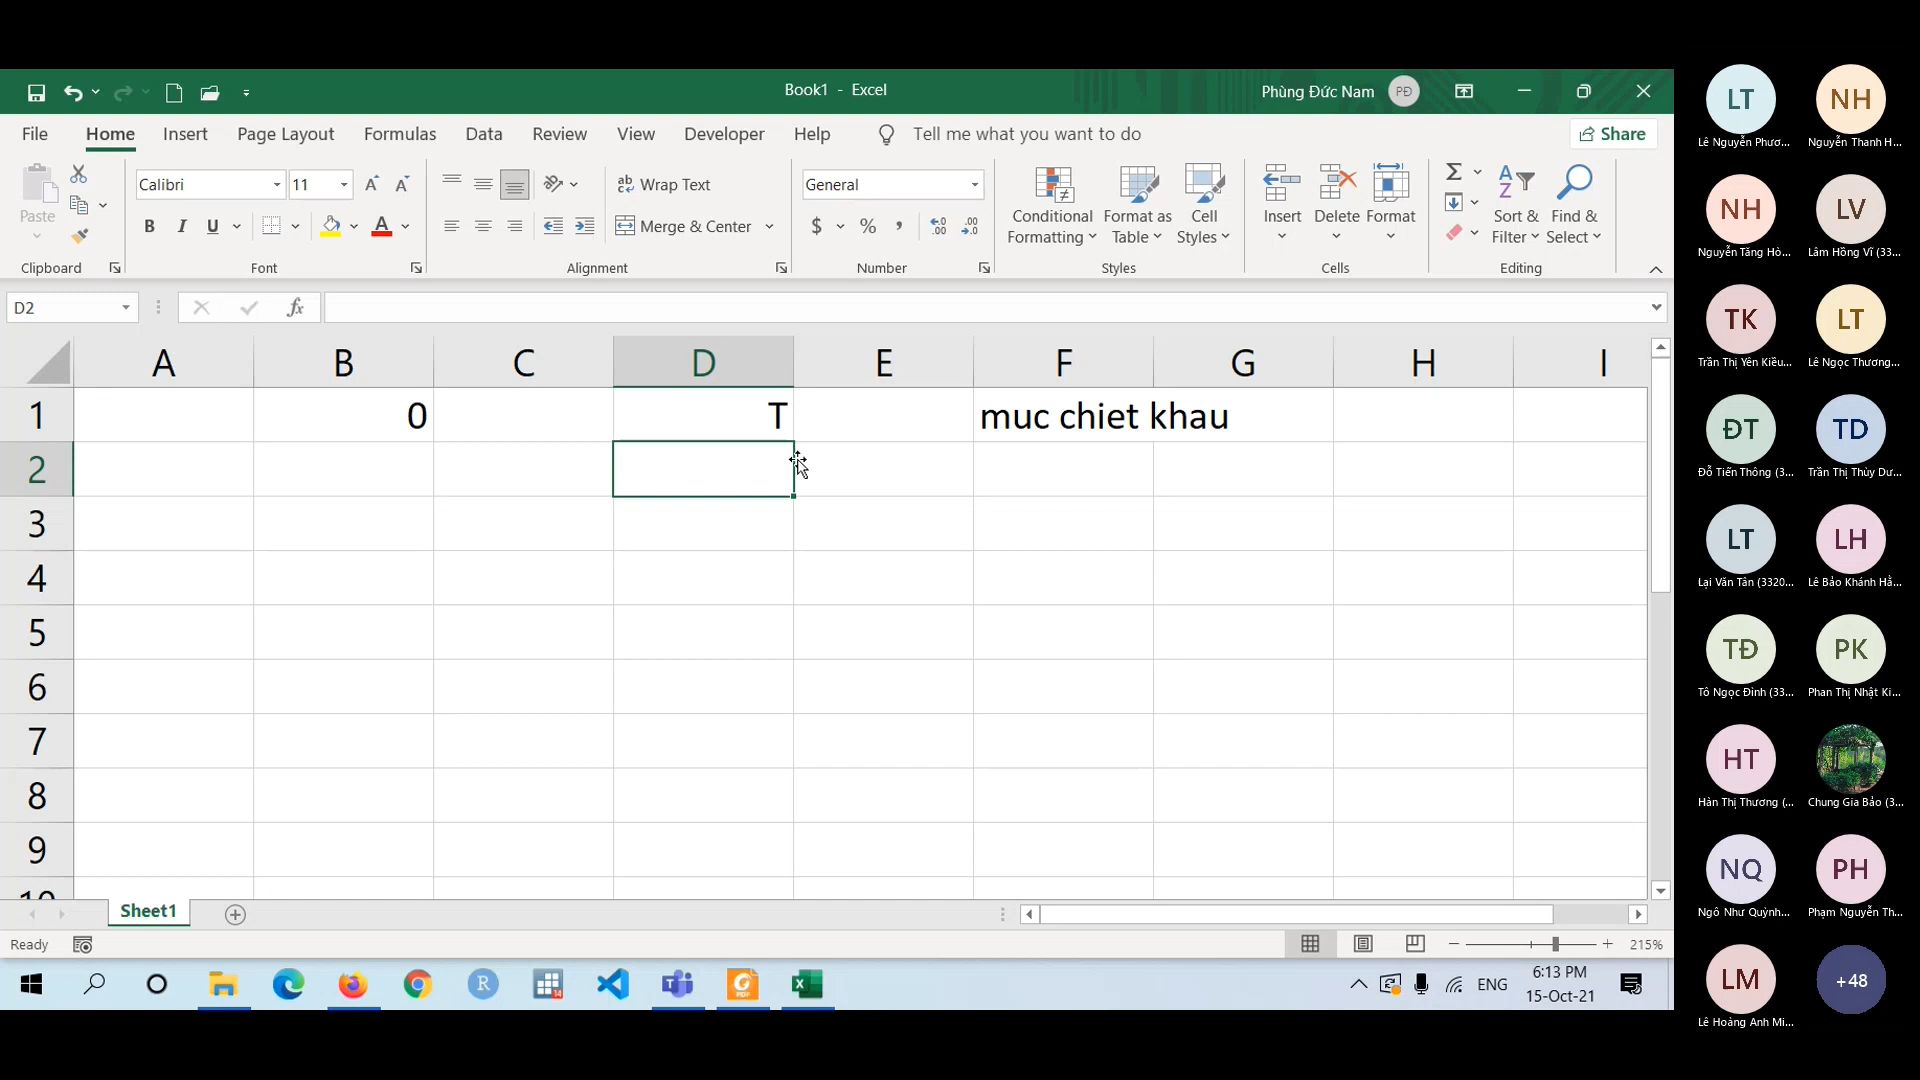 Book1 - Excel
Phùng Đức Nam
PĐ
File
Home
Insert
Page Layout
Formulas
Data
Review
View
Developer
Help
Tell me what you want to do
Share
Paste
Clipboard
Calibri
11
B
I
U
A
Font
Wrap Text
Merge & Center
Alignment
General
$
%
Number
Conditional
Formatting
Format as
Table
Cell
Styles
Styles
Insert
Delete
Format
Cells
Sort &
Filter
Find &
Select
Editing
D2
fx
A B C D E F G H I
1 0 T muc chiet khau
2
3
4
5
6
7
8
9
10
Sheet1
Ready
215%
ENG
6:13 PM
15-Oct-21
LT
Lê Nguyễn Phươ...
NH
Nguyễn Thanh H...
NH
Nguyễn Tăng Hò...
LV
Lâm Hồng Vĩ (33...
TK
Trần Thị Yên Kiều...
LT
Lê Ngọc Thương...
ĐT
Đỗ Tiến Thông (3...
TD
Trần Thị Thùy Dư...
LT
Lại Văn Tân (3320...
LH
Lê Bảo Khánh Hằ...
TĐ
Tô Ngọc Đình (33...
PK
Phan Thị Nhật Ki...
HT
Hàn Thị Thương (...
Chung Gia Bảo (3...
NQ
Ngô Như Quỳnh...
PH
Phạm Nguyễn Th...
LM
Lê Hoàng Anh Mi...
+48